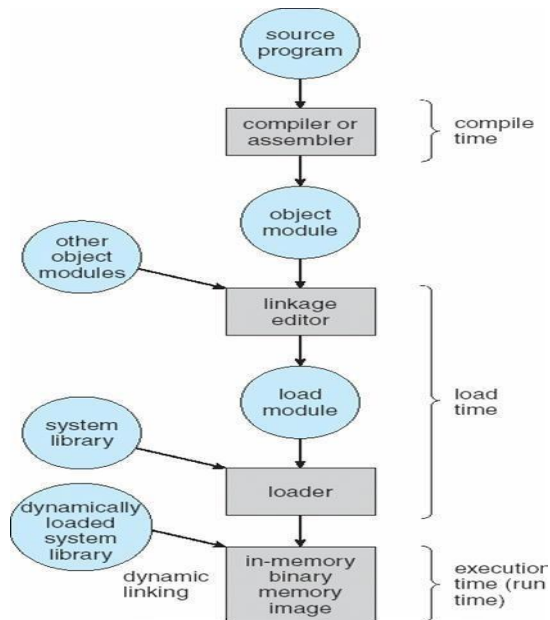 source
program
compiler or
assembler
compile
time
object
module
other
object
modules
linkage
editor
load
module
load
time
system
library
loader
dynamically
loaded
system
library
dynamic
linking
in-memory
binary
memory
image
execution
time (run
time)